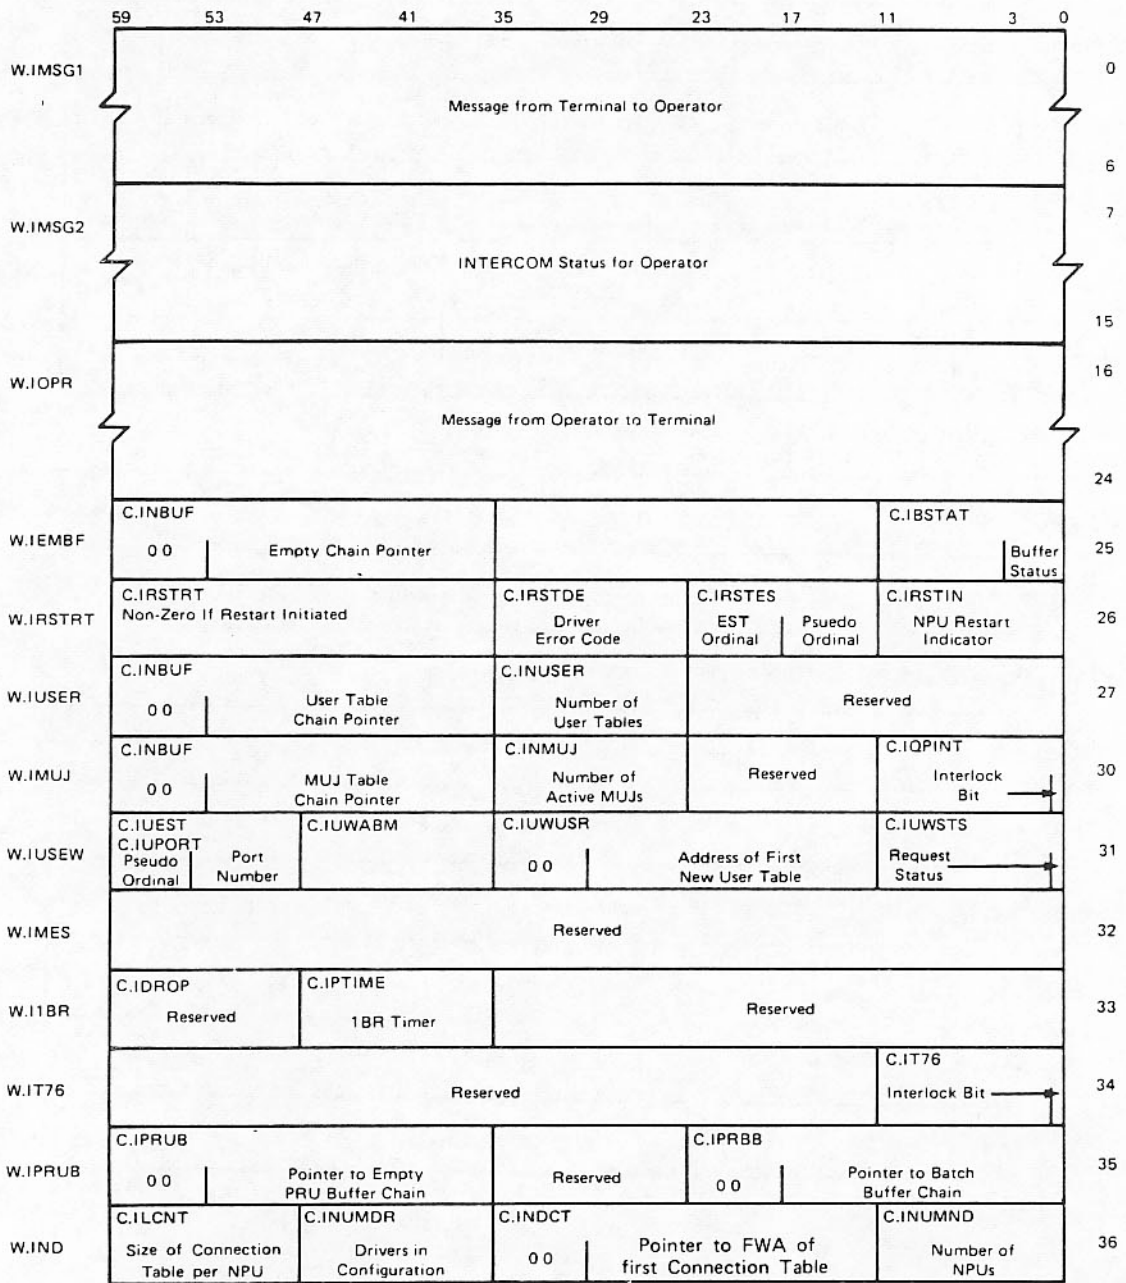 59 53 47 41 35 29 23 17 11 3 0
W.IMSG1
0
Message from Terminal to Operator
6
W.IMSG2
7
INTERCOM Status for Operator
15
W.IOPR
16
Message from Operator to Terminal
24
W.IEMBF
C.INBUF
00
Empty Chain Pointer
C.IBSTAT
Buffer
Status
25
W.IRSTRT
C.IRSTRT
Non-Zero If Restart Initiated
C.IRSTDE
Driver
Error Code
C.IRSTES
EST
Ordinal
Psuedo
Ordinal
C.IRSTIN
NPU Restart
Indicator
26
W.IUSER
C.INBUF
00
User Table
Chain Pointer
C.INUSER
Number of
User Tables
Reserved
27
W.IMUJ
C.INBUF
00
MUJ Table
Chain Pointer
C.INMUJ
Number of
Active MUJs
Reserved
C.IQPINT
Interlock
Bit
30
W.IUSEW
C.IUEST
C.IUPORT
Pseudo
Ordinal
Port
Number
C.IUWABM
C.IUWUSR
00
Address of First
New User Table
C.IUWSTS
Request
Status
31
W.IMES
Reserved
32
W.I1BR
C.IDROP
Reserved
C.IPTIME
1BR Timer
Reserved
33
W.IT76
Reserved
C.IT76
Interlock Bit
34
W.IPRUB
C.IPRUB
00
Pointer to Empty
PRU Buffer Chain
Reserved
C.IPRBB
00
Pointer to Batch
Buffer Chain
35
W.IND
C.ILCNT
Size of Connection
Table per NPU
C.INUMDR
Drivers in
Configuration
C.INDCT
00
Pointer to FWA of
first Connection Table
C.INUMND
Number of
NPUs
36